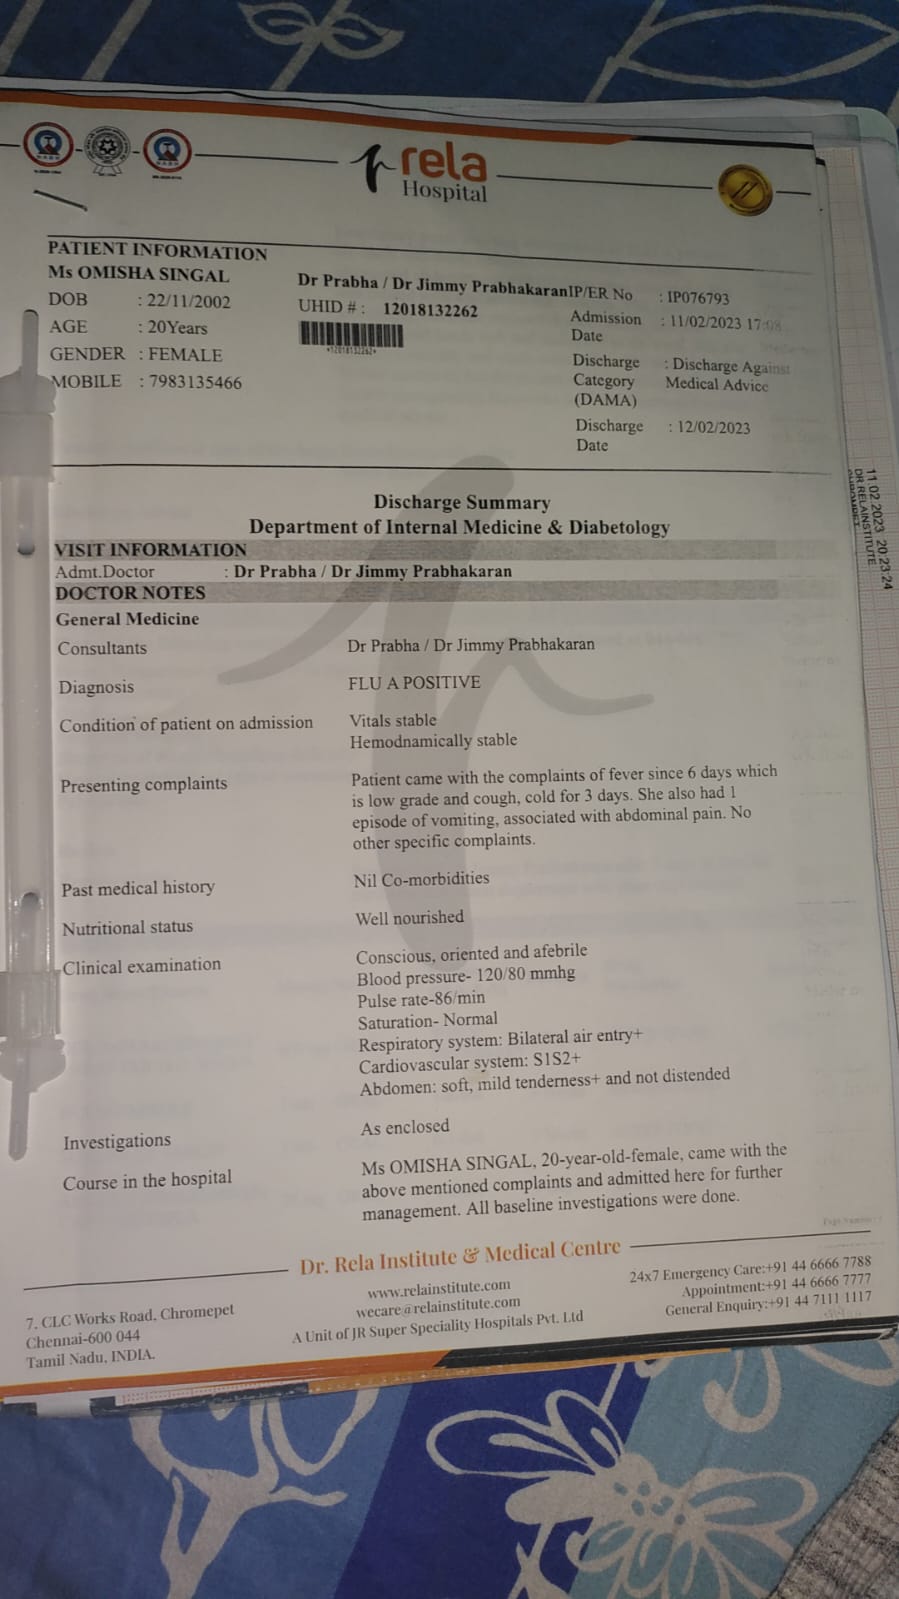 rela
Hospital
PATIENT INFORMATION
Ms OMISHA SINGAL
DOB : 22/11/2002
AGE : 20Years
GENDER : FEMALE
MOBILE : 7983135466
Dr Prabha / Dr Jimmy Prabhakaran
UHID # : 12018132262
*12018132262*
IP/ER No : IP076793
Admission Date : 11/02/2023 17:08
Discharge Category (DAMA) : Discharge Against Medical Advice
Discharge Date : 12/02/2023
Discharge Summary
Department of Internal Medicine & Diabetology
VISIT INFORMATION
Admt.Doctor : Dr Prabha / Dr Jimmy Prabhakaran
DOCTOR NOTES
General Medicine
Consultants Dr Prabha / Dr Jimmy Prabhakaran
Diagnosis FLU A POSITIVE
Condition of patient on admission Vitals stable
Hemodnamically stable
Presenting complaints Patient came with the complaints of fever since 6 days which
is low grade and cough, cold for 3 days. She also had 1
episode of vomiting, associated with abdominal pain. No
other specific complaints.
Past medical history Nil Co-morbidities
Nutritional status Well nourished
Clinical examination Conscious, oriented and afebrile
Blood pressure- 120/80 mmhg
Pulse rate-86/min
Saturation- Normal
Respiratory system: Bilateral air entry+
Cardiovascular system: S1S2+
Abdomen: soft, mild tenderness+ and not distended
Investigations As enclosed
Course in the hospital Ms OMISHA SINGAL, 20-year-old-female, came with the
above mentioned complaints and admitted here for further
management. All baseline investigations were done.
Dr. Rela Institute & Medical Centre
7, CLC Works Road, Chromepet
Chennai-600 044
Tamil Nadu, INDIA.
www.relainstitute.com
wecare@relainstitute.com
A Unit of JR Super Speciality Hospitals Pvt. Ltd
24x7 Emergency Care:+91 44 6666 7788
Appointment:+91 44 6666 7777
General Enquiry:+91 44 7111 1117
11.02.2023 20:23:24
DR RELAINSTITUTE